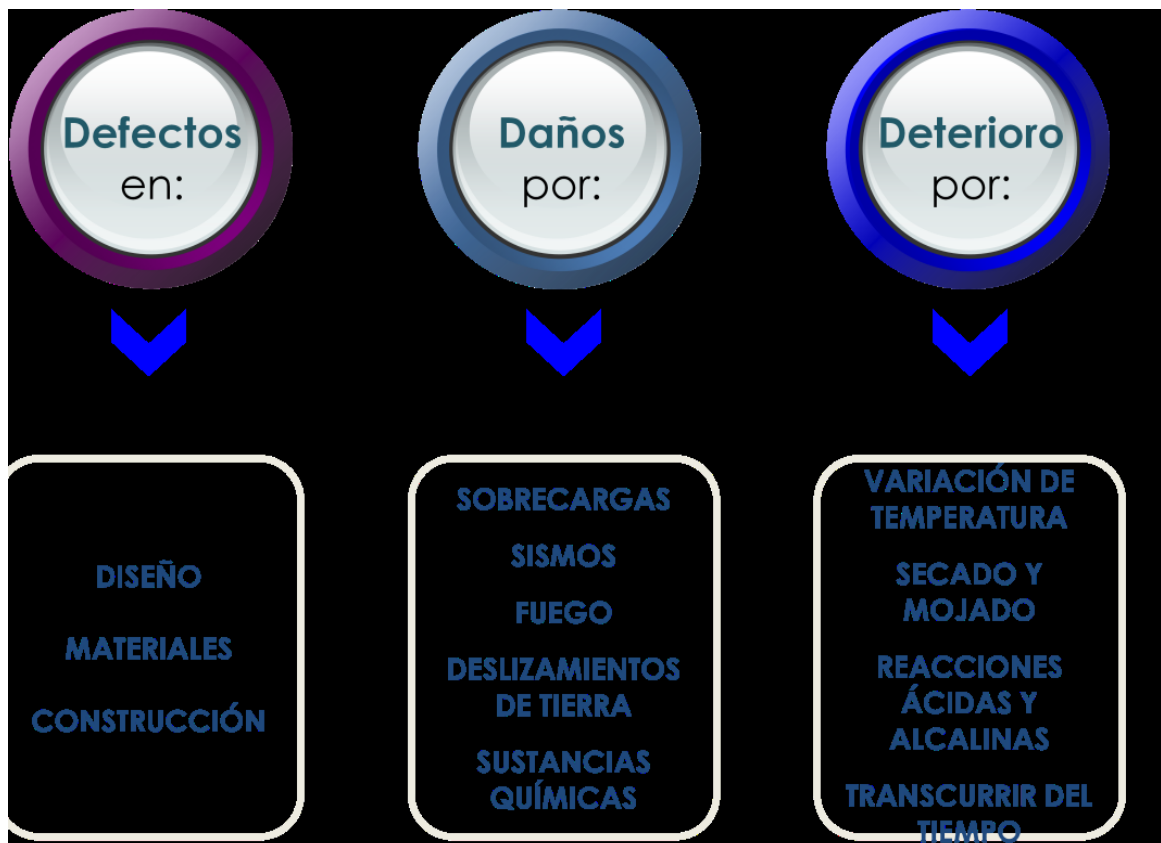 Defectos
en:
DISEÑO
MATERIALES
CONSTRUCCIÓN
Daños
por:
SOBRECARGAS
SISMOS
FUEGO
DESLIZAMIENTOS
DE TIERRA
SUSTANCIAS
QUÍMICAS
Deterioro
por:
VARIACIÓN DE
TEMPERATURA
SECADO Y
MOJADO
REACCIONES
ÁCIDAS Y
ALCALINAS
TRANSCURRIR DEL
TIEMPO